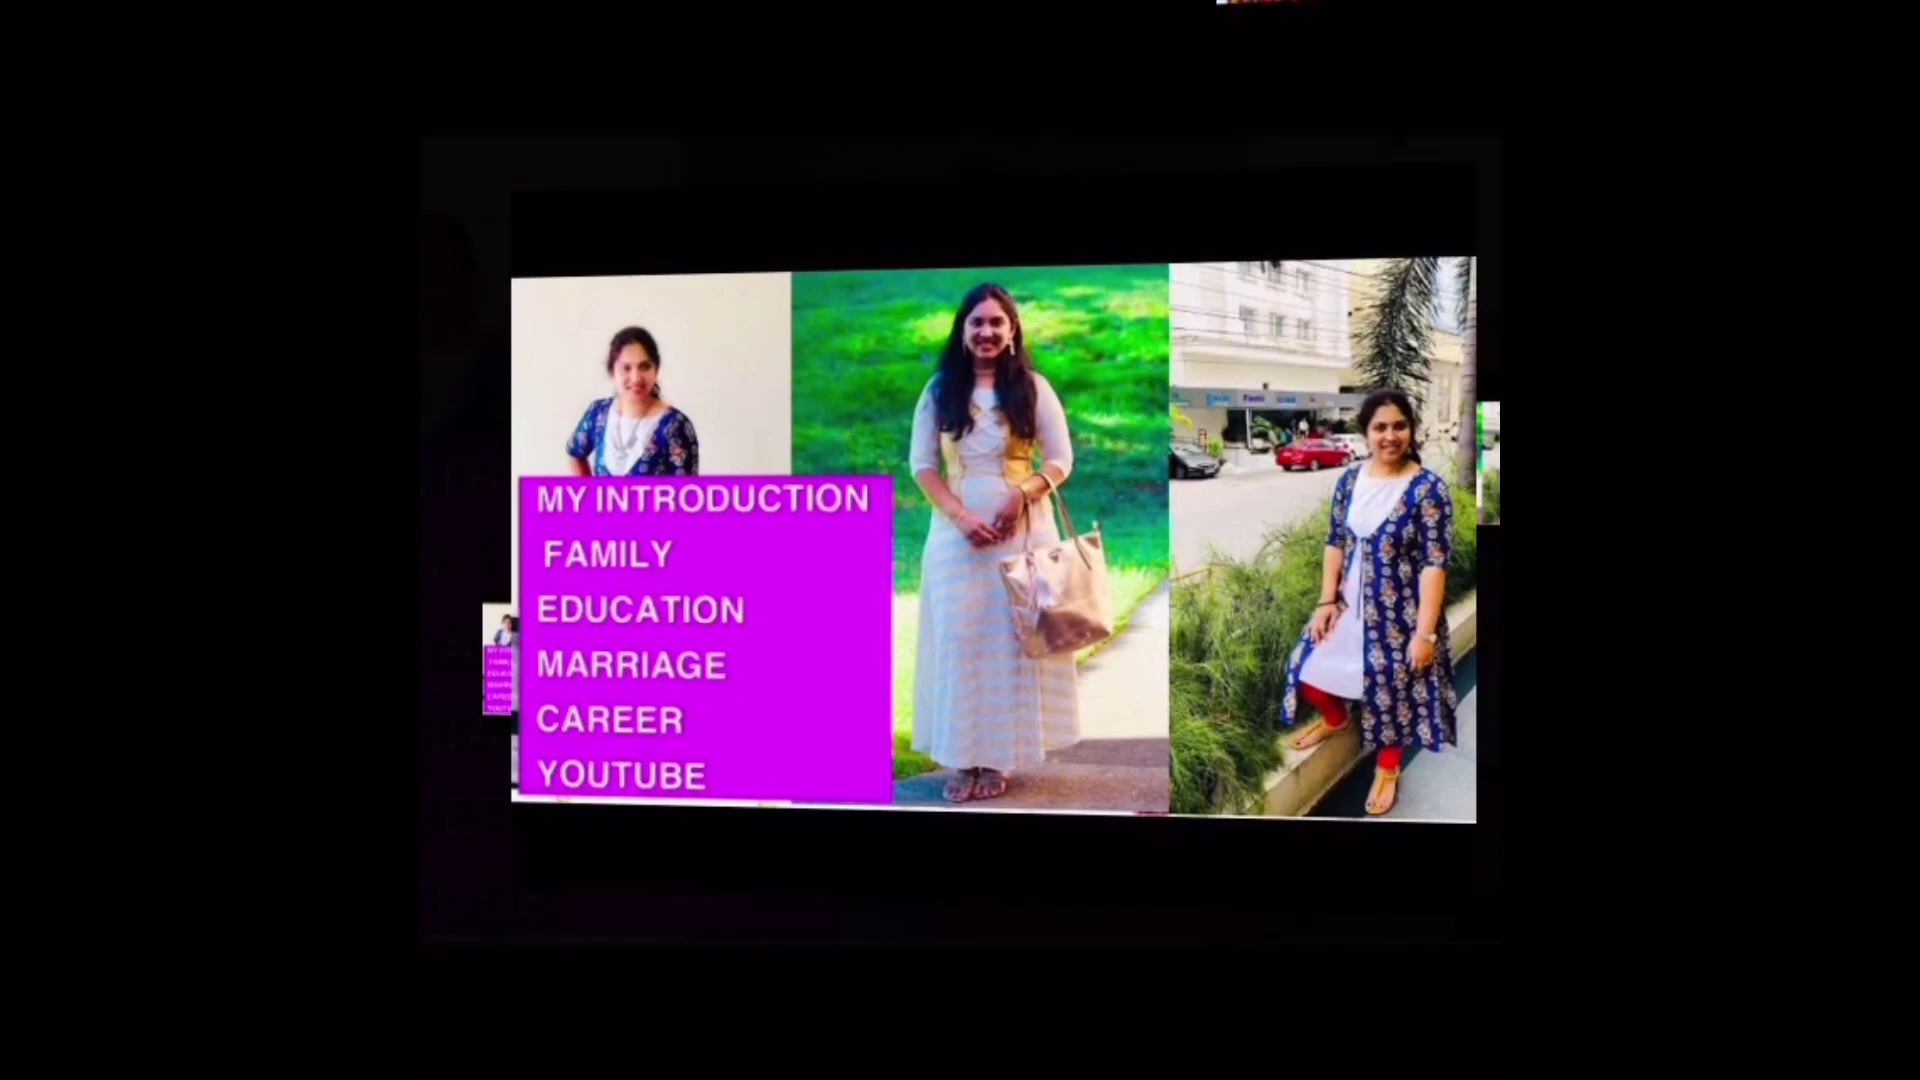 MY INTRODUCTION
FAMILY
EDUCATION
MARRIAGE
CAREER
YOUTUBE